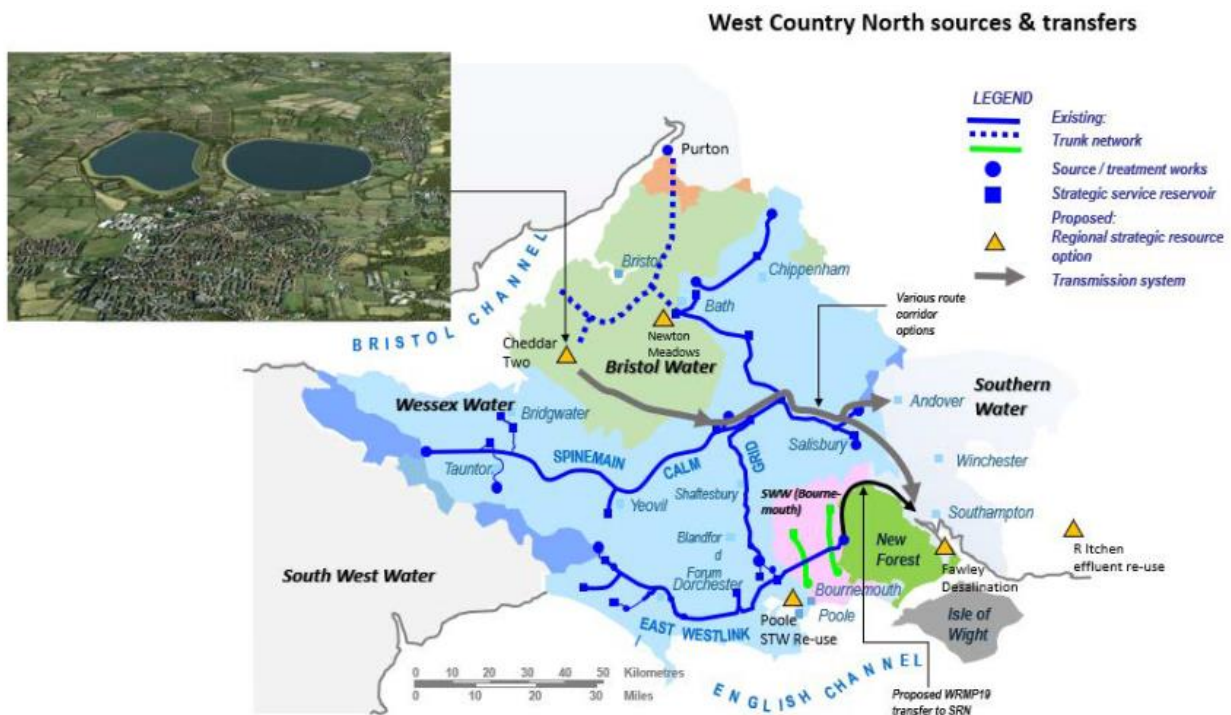 West Country North sources & transfers
LEGEND
Existing:
Trunk network
Source / treatment works
Strategic service reservoir
Proposed:
Regional strategic resource
option
Transmission system
Purton
Bristol
Chippenham
Bath
Various route
corridor
options
BRISTOL CHANNEL
Cheddar
Two
Newton
Meadows
Bristol Water
Southern
Water
Andover
Wessex Water
Bridgwater
Salisbury
Winchester
Tauntor
SPINEMAIN
CALM
GRID
Shaftesbury
Yeovil
SWW (Bourne-
mouth)
Southampton
Blandfor
d
Forum
New
Forest
R Itchen
effluent re-use
Fawley
Desalination
South West Water
Dorchester
Bournemouth
Poole
Poole
STW Re-use
Isle of
Wight
EAST WESTLINK
ENGLISH CHANNEL
0 10 20 30 40 50 Kilometres
0 10 20 30 Miles
Proposed WRMP19
transfer to SRN